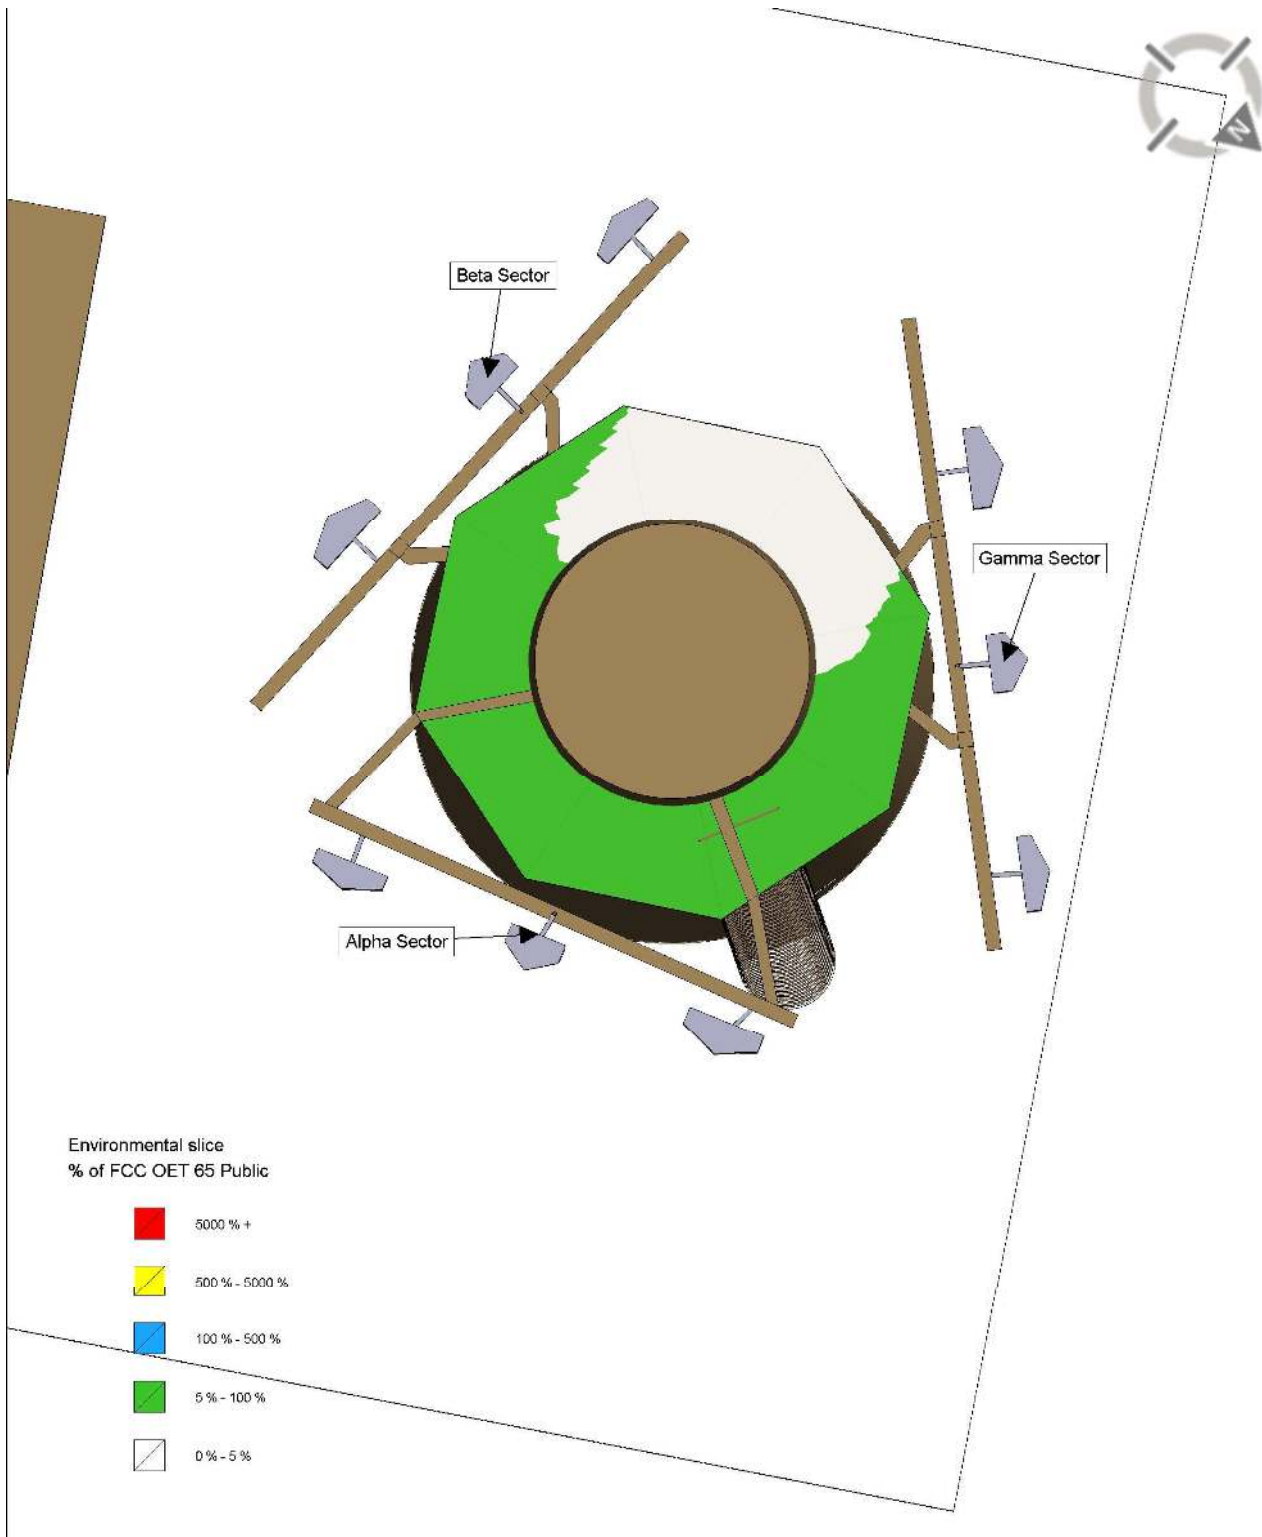 N
Beta Sector
Gamma Sector
Alpha Sector
Environmental slice
% of FCC OET 65 Public
5000 % +
500 % - 5000 %
100 % - 500 %
5 % - 100 %
0 % - 5 %